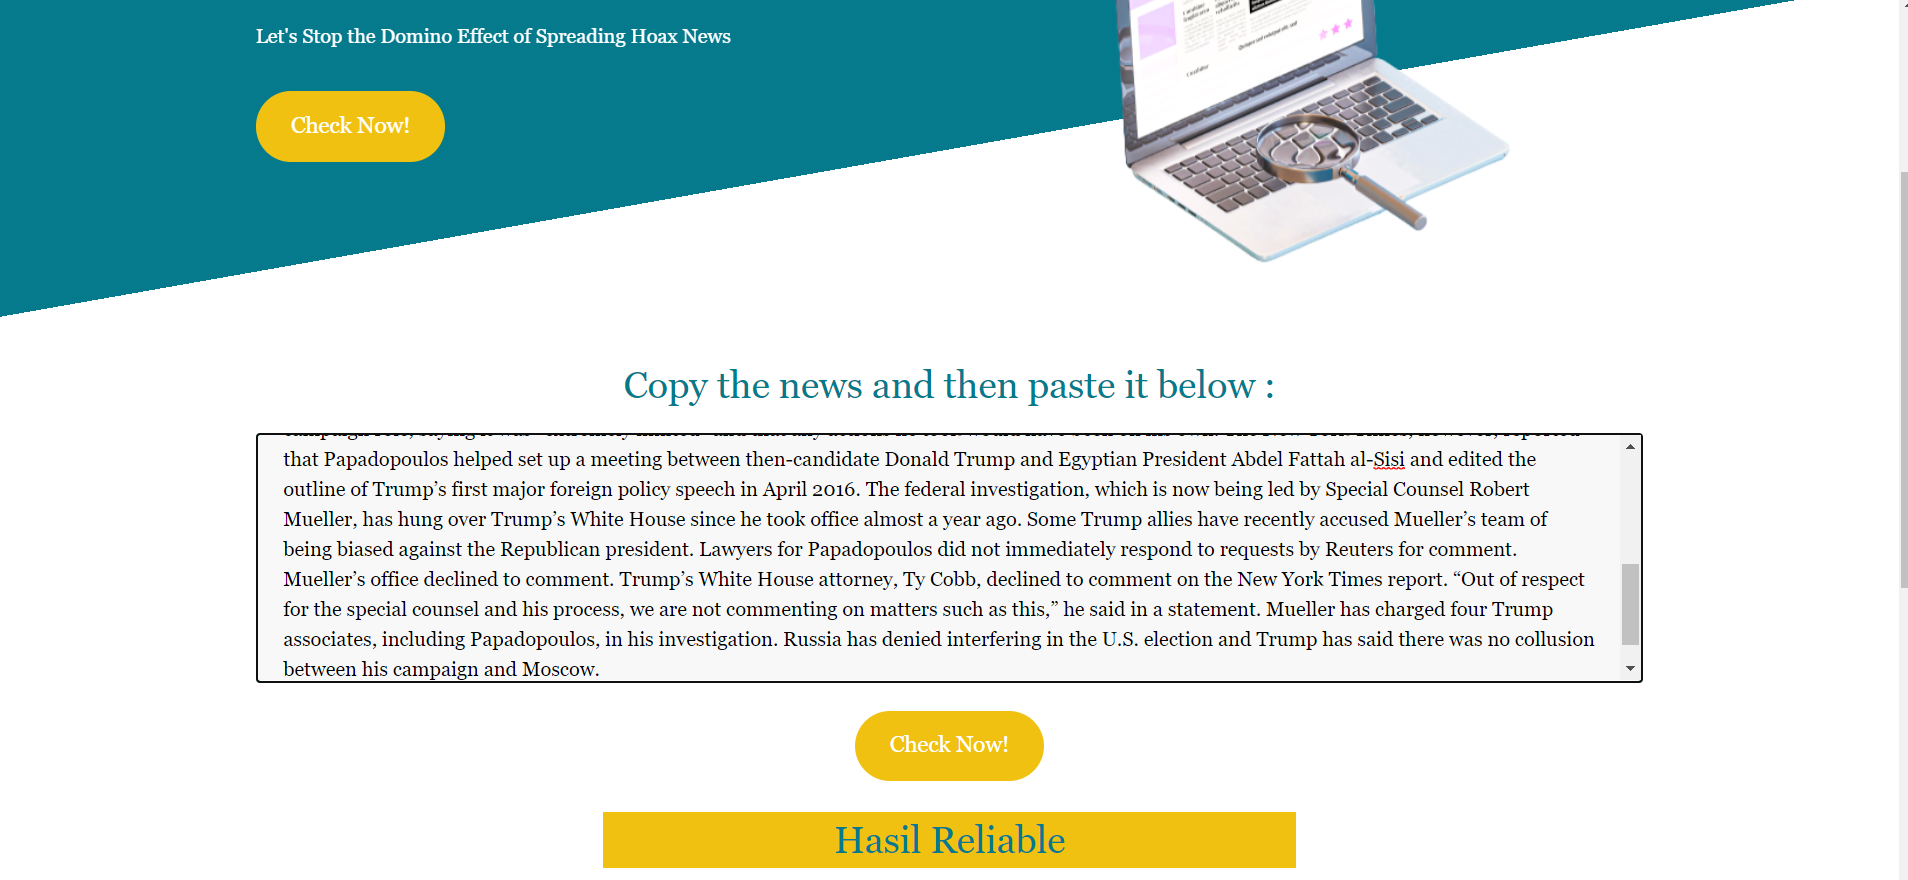 Let's Stop the Domino Effect of Spreading Hoax News
Check Now!
Copy the news and then paste it below :
that Papadopoulos helped set up a meeting between then-candidate Donald Trump and Egyptian President Abdel Fattah al-Sisi and edited the
outline of Trump’s first major foreign policy speech in April 2016. The federal investigation, which is now being led by Special Counsel Robert
Mueller, has hung over Trump’s White House since he took office almost a year ago. Some Trump allies have recently accused Mueller’s team of
being biased against the Republican president. Lawyers for Papadopoulos did not immediately respond to requests by Reuters for comment.
Mueller’s office declined to comment. Trump’s White House attorney, Ty Cobb, declined to comment on the New York Times report. “Out of respect
for the special counsel and his process, we are not commenting on matters such as this,” he said in a statement. Mueller has charged four Trump
associates, including Papadopoulos, in his investigation. Russia has denied interfering in the U.S. election and Trump has said there was no collusion
between his campaign and Moscow.
Check Now!
Hasil Reliable